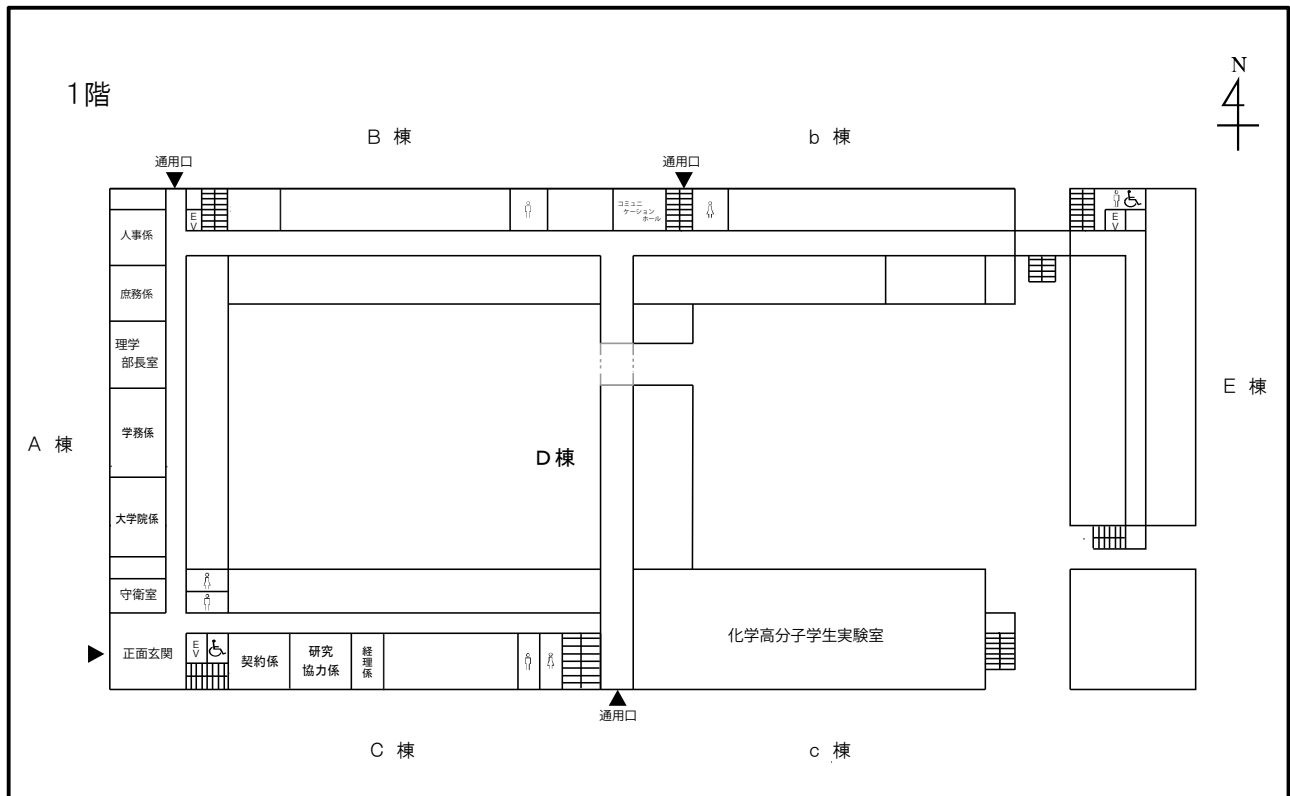 N
1階
B 棟
b 棟
通用口
通用口
EV
コミュニ
ケーション
ホール
EV
人事係
庶務係
理学
部長室
E 棟
学務係
A 棟
D棟
大学院係
守衛室
正面玄関
EV
契約係
研究
協力係
経理係
化学高分子学生実験室
通用口
C 棟
c 棟